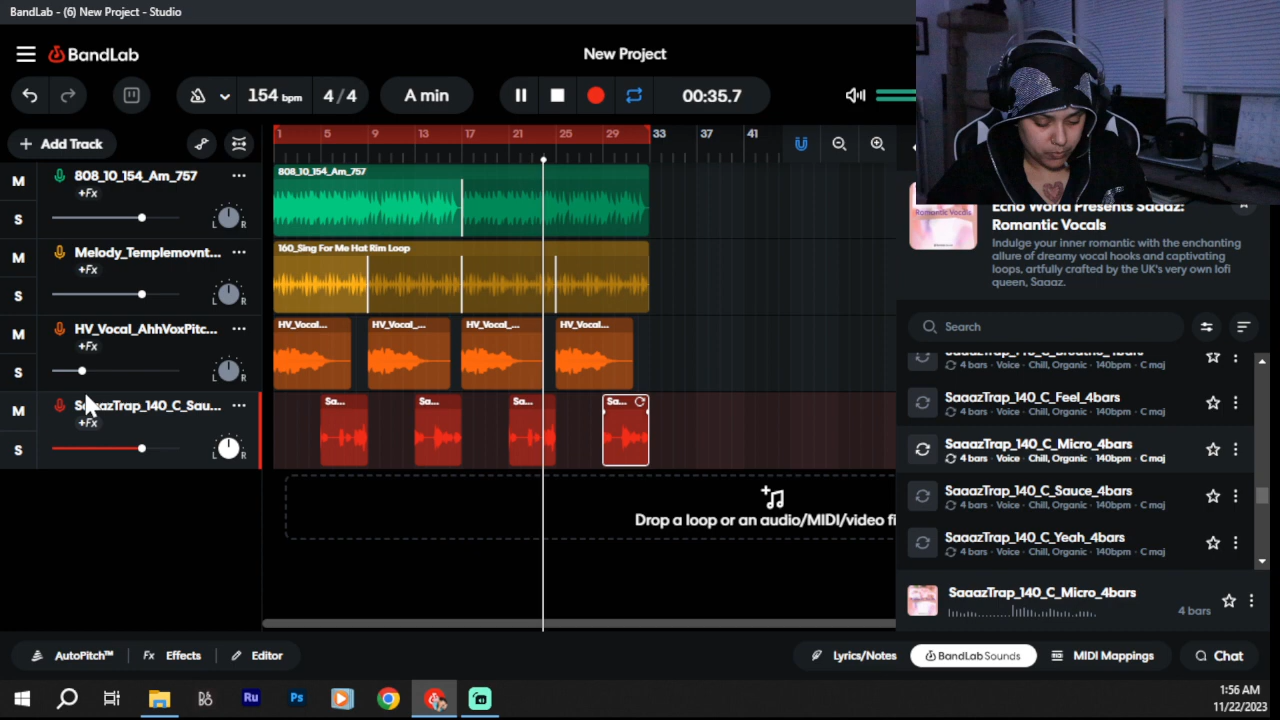 BandLab - (6) New Project - Studio
BandLab
New Project
154 bpm
4/4
A min
00:35.7
Add Track
1 5 9 13 17 21 25 29 33 37 41
M
S
808_10_154_Am_757
+Fx
L R
808_10_154_Am_757
M
S
Melody_Templemovnt...
+Fx
L R
160_Sing For Me Hat Rim Loop
M
S
HV_Vocal_AhhVoxPitc...
+Fx
L R
HV_Vocal... HV_Vocal_... HV_Vocal_... HV_Vocal...
M
S
SaaazTrap_140_C_Sau...
+Fx
L R
Sa... Sa... Sa... Sa...
Drop a loop or an audio/MIDI/video fi
Echo World Presents Saaaz:
Romantic Vocals
Indulge your inner romantic with the enchanting
allure of dreamy vocal hooks and captivating
loops, artfully crafted by the UK's very own lofi
queen, Saaaz.
Romantic Vocals
Search
4 bars - Voice - Chill, Organic - 140bpm - C maj
SaaazTrap_140_C_Feel_4bars
4 bars - Voice - Chill, Organic - 140bpm - C maj
SaaazTrap_140_C_Micro_4bars
4 bars - Voice - Chill, Organic - 140bpm - C maj
SaaazTrap_140_C_Sauce_4bars
4 bars - Voice - Chill, Organic - 140bpm - C maj
SaaazTrap_140_C_Yeah_4bars
4 bars - Voice - Chill, Organic - 140bpm - C maj
SaaazTrap_140_C_Micro_4bars
4 bars
AutoPitch™
Fx Effects
Editor
Lyrics/Notes
BandLab Sounds
MIDI Mappings
Chat
Ru
Ps
1:56 AM
11/22/2023